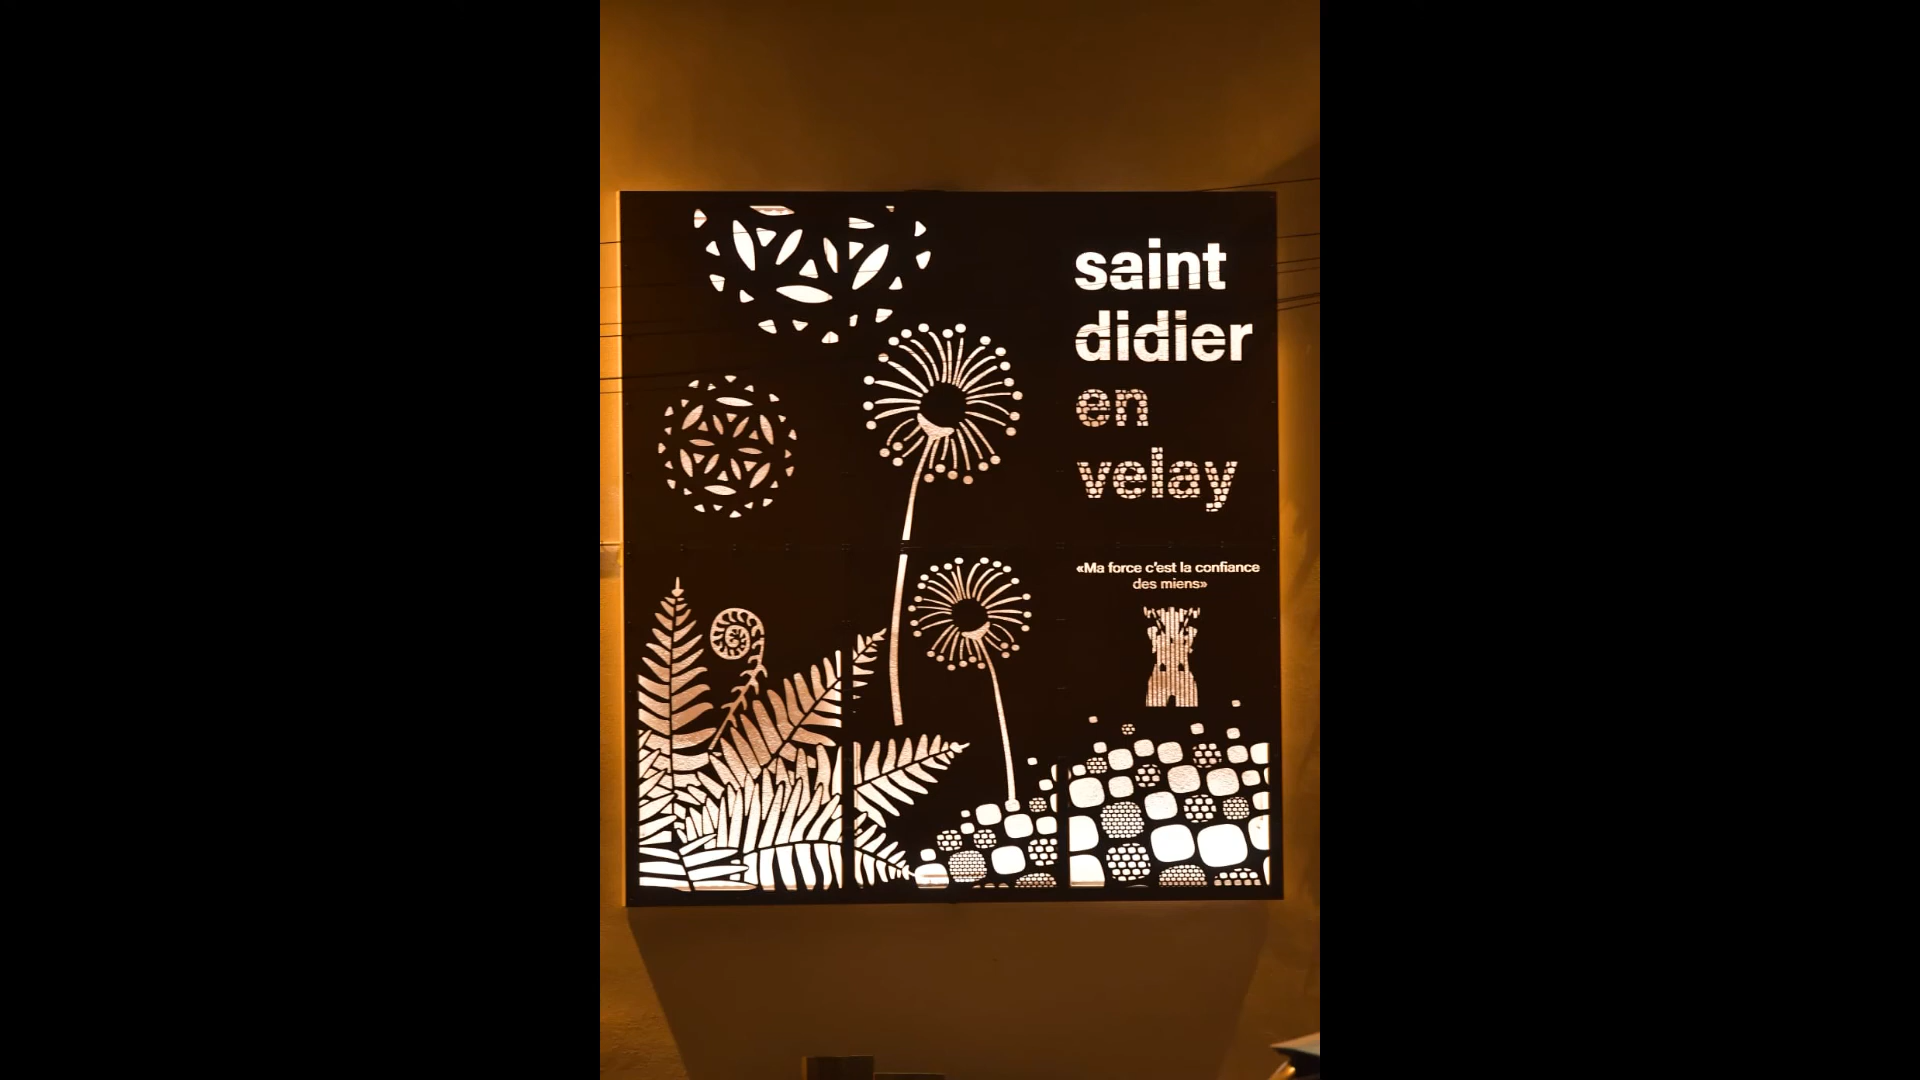 saint
didier
en
velay
«Ma force c'est la confiance
des miens»